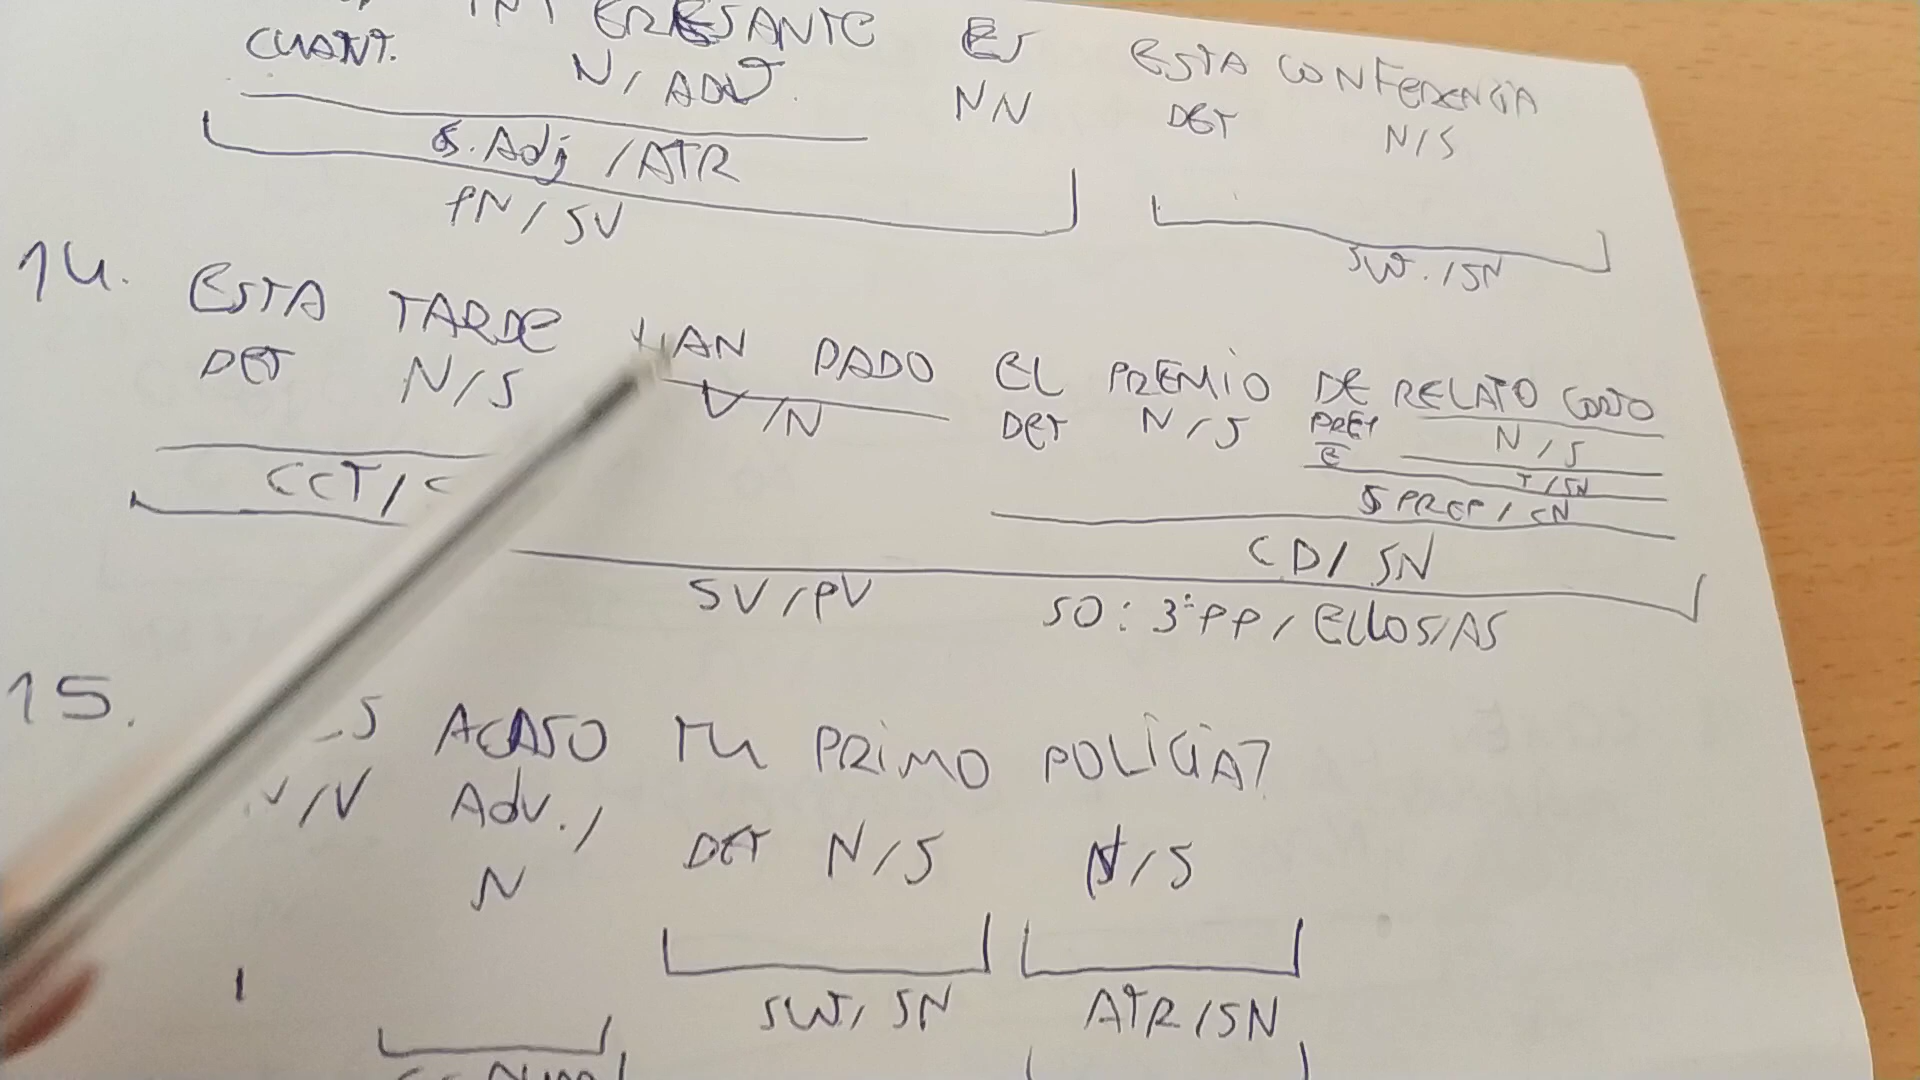 INTERESANTE ES ESTA CONFERENCIA
CUANT. N/ADJ. NN DET N/S
S.Adj/ATR
PN/SV SUJ./SN
14. ESTA TARDE HAN DADO EL PREMIO DE RELATO CORTO
DET N/S V/N DET N/S PREP N/S
E T/SN
CCT/ S PREP/CN
CD/SN
SV/PV SO: 3ªPP/ELLOS/AS
15. ACASO TU PRIMO POLICÍA?
/V Adv./ DET N/S N/S
N
SUJ/SN ATR/SN